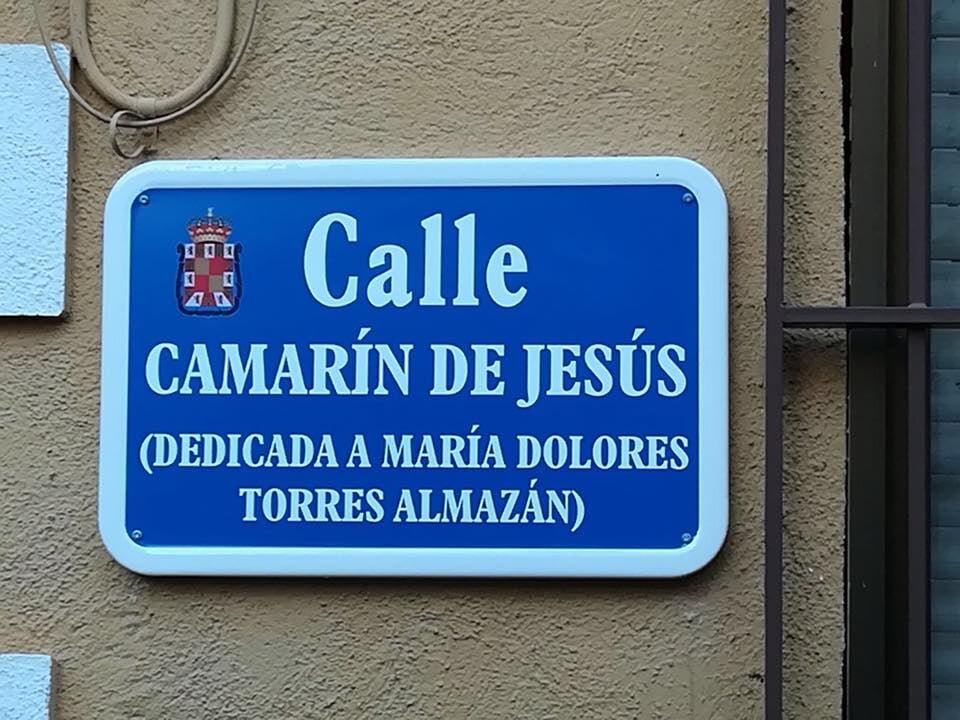 Calle
CAMARÍN DE JESÚS
(DEDICADA A MARÍA DOLORES
TORRES ALMAZÁN)